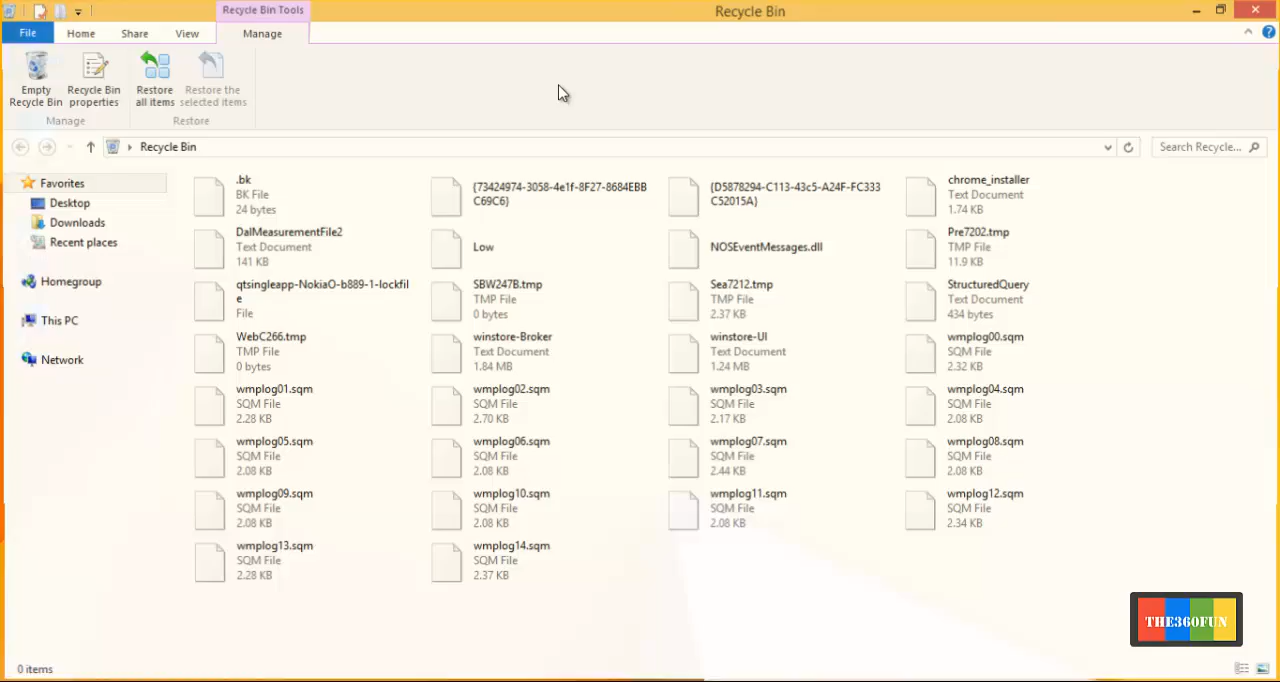 Recycle Bin Tools
Recycle Bin
File
Home
Share
View
Manage
Empty
Recycle Bin
Recycle Bin
properties
Restore
all items
Restore the
selected items
Manage
Restore
Recycle Bin
Search Recycle...
Favorites
Desktop
Downloads
Recent places
Homegroup
This PC
Network
.bk
BK File
24 bytes
{73424974-3058-4e1f-8F27-8684EBB
C69C6}
{D5878294-C113-43c5-A24F-FC333
C52015A}
chrome_installer
Text Document
1.74 KB
DalMeasurementFile2
Text Document
141 KB
Low
NOSEventMessages.dll
Pre7202.tmp
TMP File
11.9 KB
qtsingleapp-NokiaO-b889-1-lockfil
e
File
SBW247B.tmp
TMP File
0 bytes
Sea7212.tmp
TMP File
2.37 KB
StructuredQuery
Text Document
434 bytes
WebC266.tmp
TMP File
0 bytes
winstore-Broker
Text Document
1.84 MB
winstore-UI
Text Document
1.24 MB
wmplog00.sqm
SQM File
2.32 KB
wmplog01.sqm
SQM File
2.28 KB
wmplog02.sqm
SQM File
2.70 KB
wmplog03.sqm
SQM File
2.17 KB
wmplog04.sqm
SQM File
2.08 KB
wmplog05.sqm
SQM File
2.08 KB
wmplog06.sqm
SQM File
2.08 KB
wmplog07.sqm
SQM File
2.44 KB
wmplog08.sqm
SQM File
2.08 KB
wmplog09.sqm
SQM File
2.08 KB
wmplog10.sqm
SQM File
2.08 KB
wmplog11.sqm
SQM File
2.08 KB
wmplog12.sqm
SQM File
2.34 KB
wmplog13.sqm
SQM File
2.28 KB
wmplog14.sqm
SQM File
2.37 KB
THE360FUN
0 items